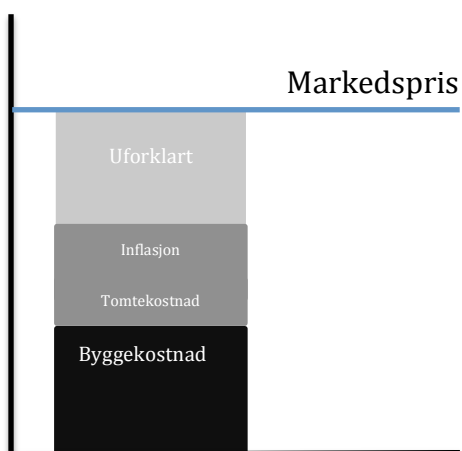 Markedspris
Uforklart
Inflasjon
Tomtekostnad
Byggekostnad